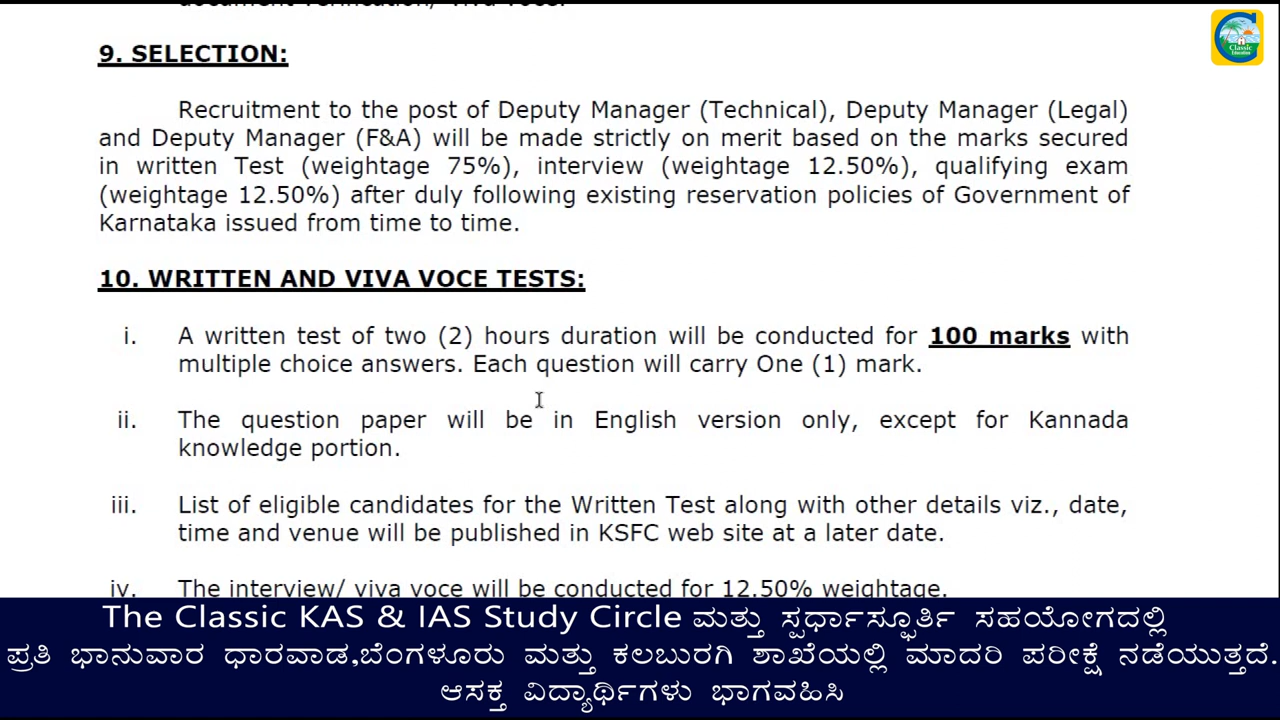 document verification/ viva voce.
9. SELECTION:
Classic
Education
Recruitment to the post of Deputy Manager (Technical), Deputy Manager (Legal)
and Deputy Manager (F&A) will be made strictly on merit based on the marks secured
in written Test (weightage 75%), interview (weightage 12.50%), qualifying exam
(weightage 12.50%) after duly following existing reservation policies of Government of
Karnataka issued from time to time.
10. WRITTEN AND VIVA VOCE TESTS:
i. A written test of two (2) hours duration will be conducted for 100 marks with
multiple choice answers. Each question will carry One (1) mark.
ii. The question paper will be in English version only, except for Kannada
knowledge portion.
iii. List of eligible candidates for the Written Test along with other details viz., date,
time and venue will be published in KSFC web site at a later date.
iv. The interview/ viva voce will be conducted for 12.50% weightage.
The Classic KAS & IAS Study Circle ಮತ್ತು ಸ್ಪರ್ಧಾಸ್ಫೂರ್ತಿ ಸಹಯೋಗದಲ್ಲಿ
ಪ್ರತಿ ಭಾನುವಾರ ಧಾರವಾಡ,ಬೆಂಗಳೂರು ಮತ್ತು ಕಲಬುರಗಿ ಶಾಖೆಯಲ್ಲಿ ಮಾದರಿ ಪರೀಕ್ಷೆ ನಡೆಯುತ್ತದೆ.
ಆಸಕ್ತ ವಿದ್ಯಾರ್ಥಿಗಳು ಭಾಗವಹಿಸಿ